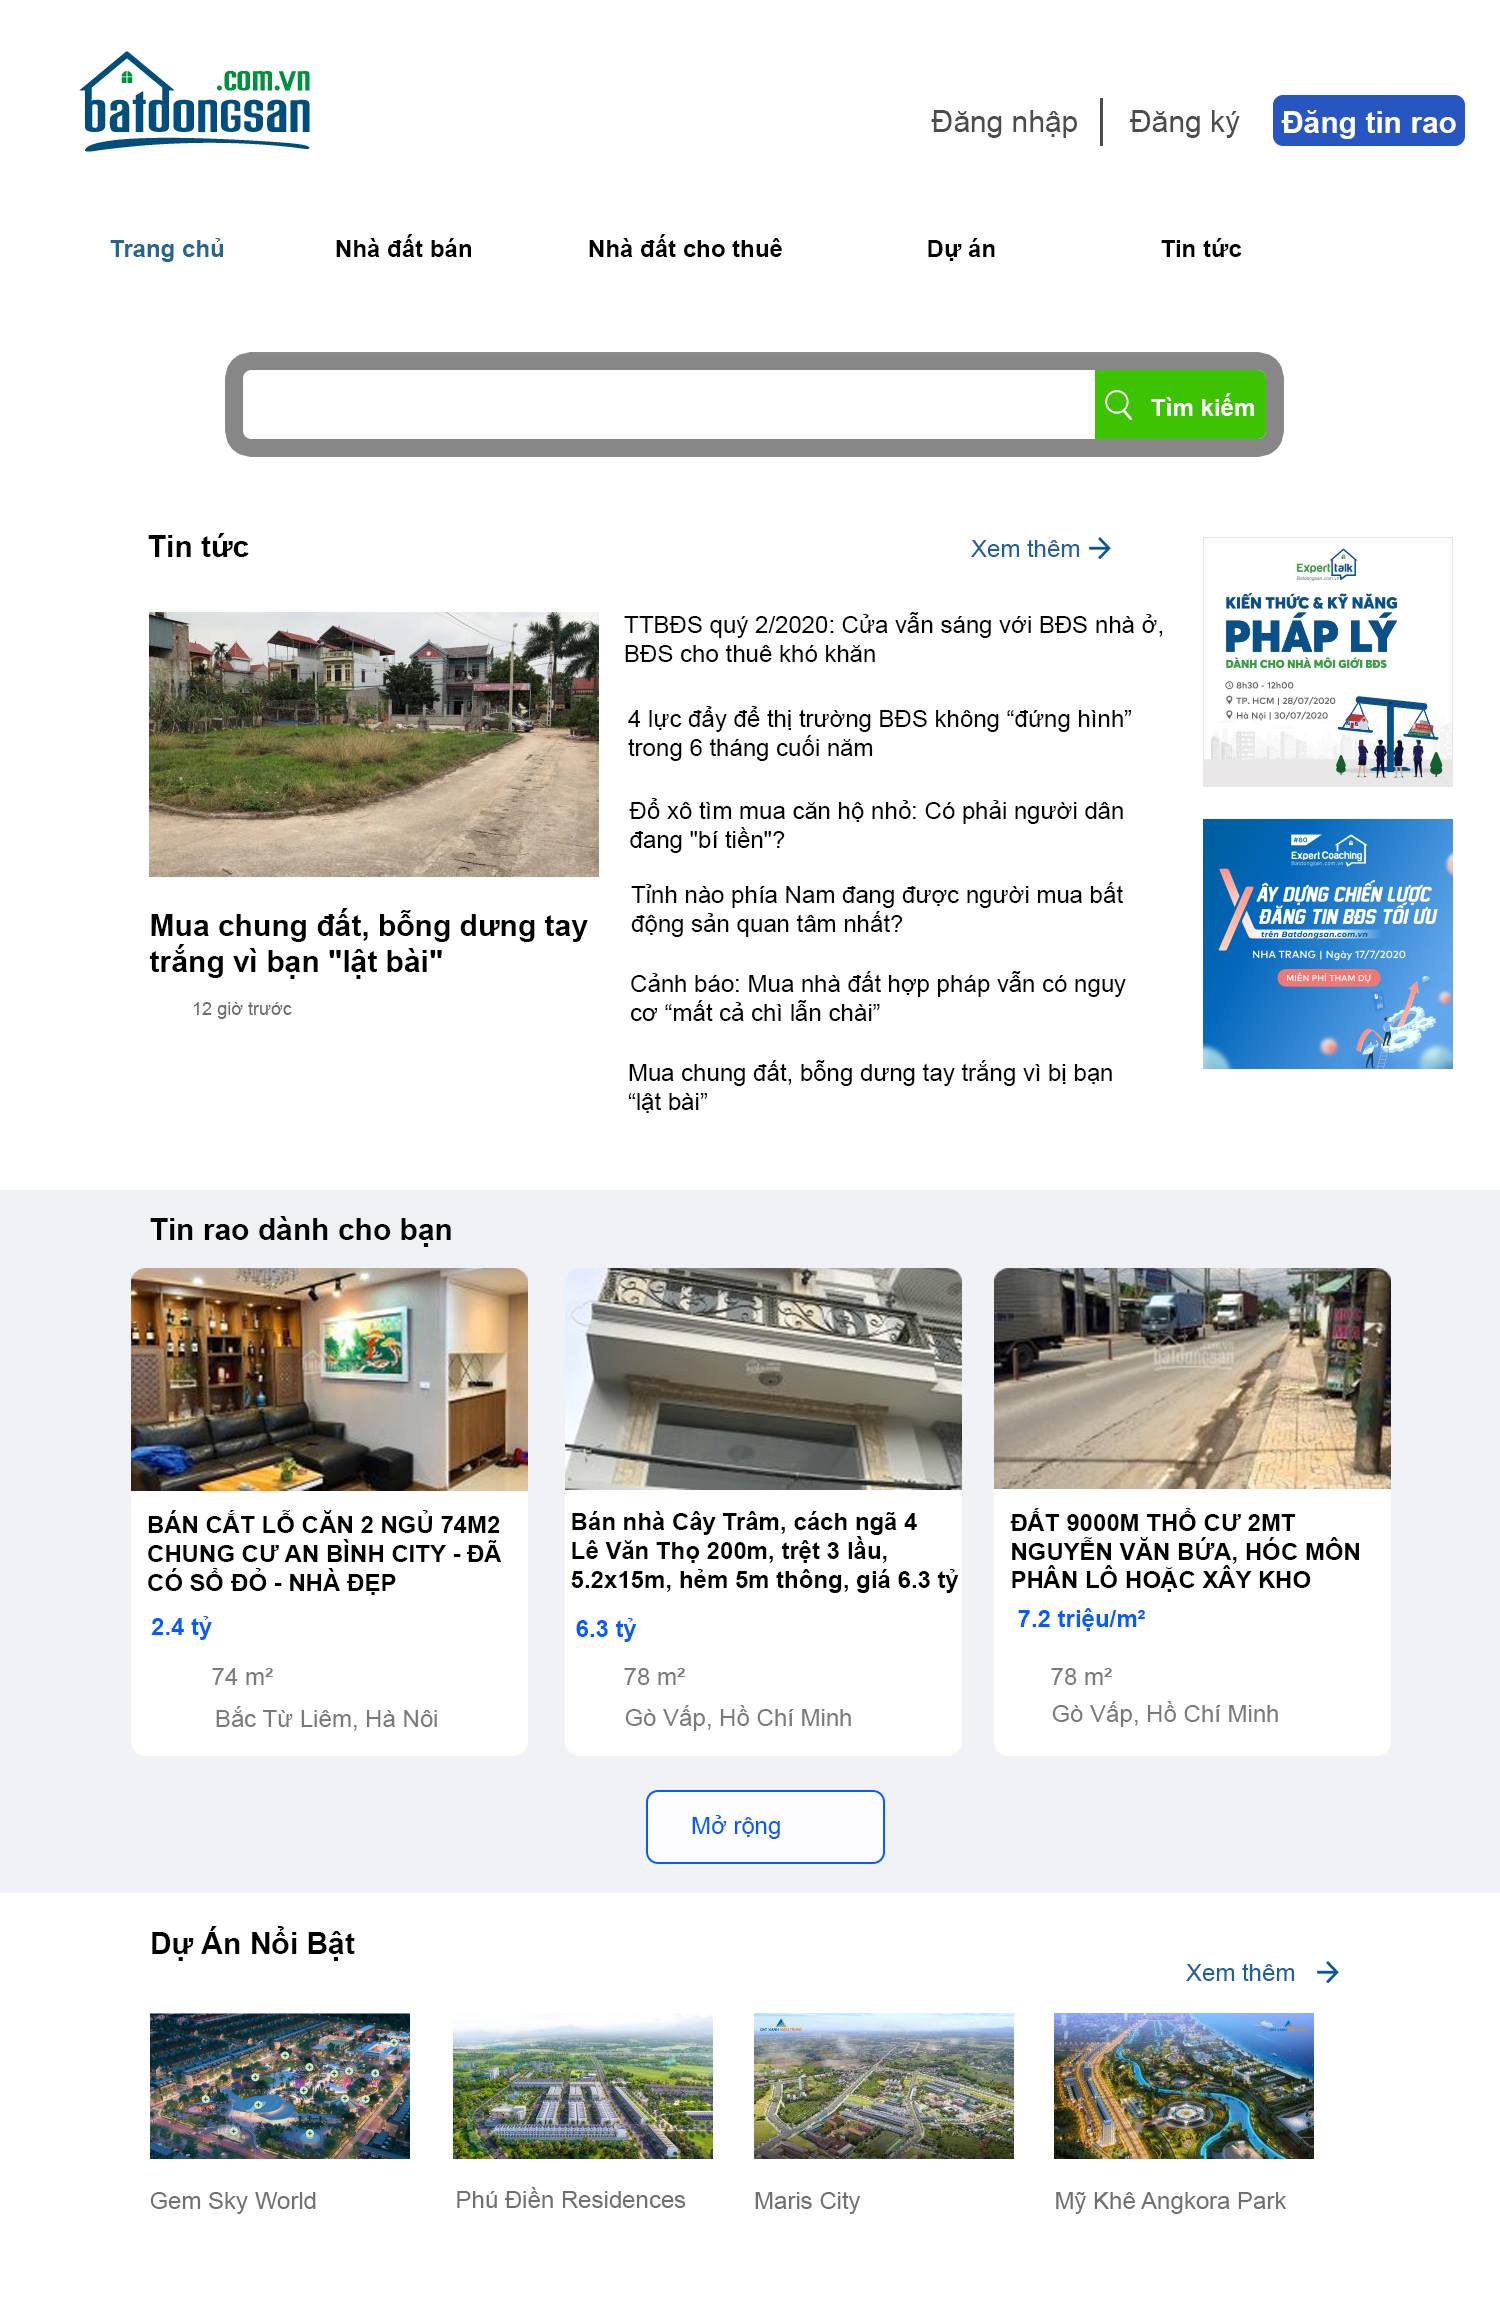 .com.vn
batdongsan
Đăng nhập
Đăng ký
Đăng tin rao
Trang chủ
Nhà đất bán
Nhà đất cho thuê
Dự án
Tin tức
Tìm kiếm
Tin tức
Xem thêm
TTBĐS quý 2/2020: Cửa vẫn sáng với BĐS nhà ở,
BĐS cho thuê khó khăn
4 lực đẩy để thị trường BĐS không “đứng hình”
trong 6 tháng cuối năm
Đổ xô tìm mua căn hộ nhỏ: Có phải người dân
đang "bí tiền"?
Tỉnh nào phía Nam đang được người mua bất
động sản quan tâm nhất?
Cảnh báo: Mua nhà đất hợp pháp vẫn có nguy
cơ “mất cả chì lẫn chài”
Mua chung đất, bỗng dưng tay trắng vì bị bạn
“lật bài”
Mua chung đất, bỗng dưng tay
trắng vì bạn "lật bài"
12 giờ trước
Expert talk
Batdongsan.com.vn
KIẾN THỨC & KỸ NĂNG
PHÁP LÝ
DÀNH CHO NHÀ MÔI GIỚI BĐS
8h30 - 12h00
TP. HCM | 28/07/2020
Hà Nội | 30/07/2020
#80
Expert Coaching
Batdongsan.com.vn
XÂY DỰNG CHIẾN LƯỢC
ĐĂNG TIN BĐS TỐI ƯU
trên Batdongsan.com.vn
NHA TRANG | Ngày 17/7/2020
MIỄN PHÍ THAM DỰ
Tin rao dành cho bạn
.com.vn
batdongsan
BÁN CẮT LỖ CĂN 2 NGỦ 74M2
CHUNG CƯ AN BÌNH CITY - ĐÃ
CÓ SỔ ĐỎ - NHÀ ĐẸP
2.4 tỷ
74 m²
Bắc Từ Liêm, Hà Nôi
Bán nhà Cây Trâm, cách ngã 4
Lê Văn Thọ 200m, trệt 3 lầu,
5.2x15m, hẻm 5m thông, giá 6.3 tỷ
6.3 tỷ
78 m²
Gò Vấp, Hồ Chí Minh
ĐẤT 9000M THỔ CƯ 2MT
NGUYỄN VĂN BỨA, HÓC MÔN
PHÂN LÔ HOẶC XÂY KHO
7.2 triệu/m²
78 m²
Gò Vấp, Hồ Chí Minh
Mở rộng
Dự Án Nổi Bật
Xem thêm
Gem Sky World
Phú Điền Residences
Maris City
Mỹ Khê Angkora Park